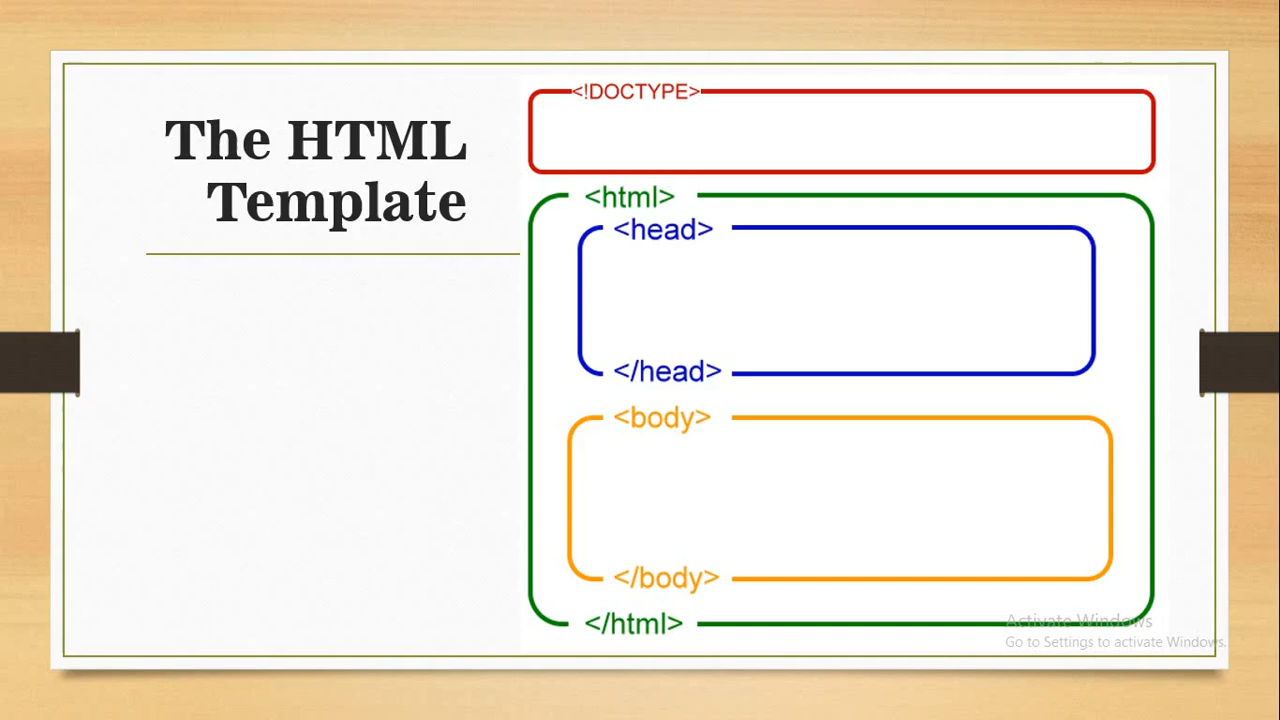 The HTML
Template
<!DOCTYPE>
<html>
<head>
</head>
<body>
</body>
</html>
Activate Windows
Go to Settings to activate Windows.